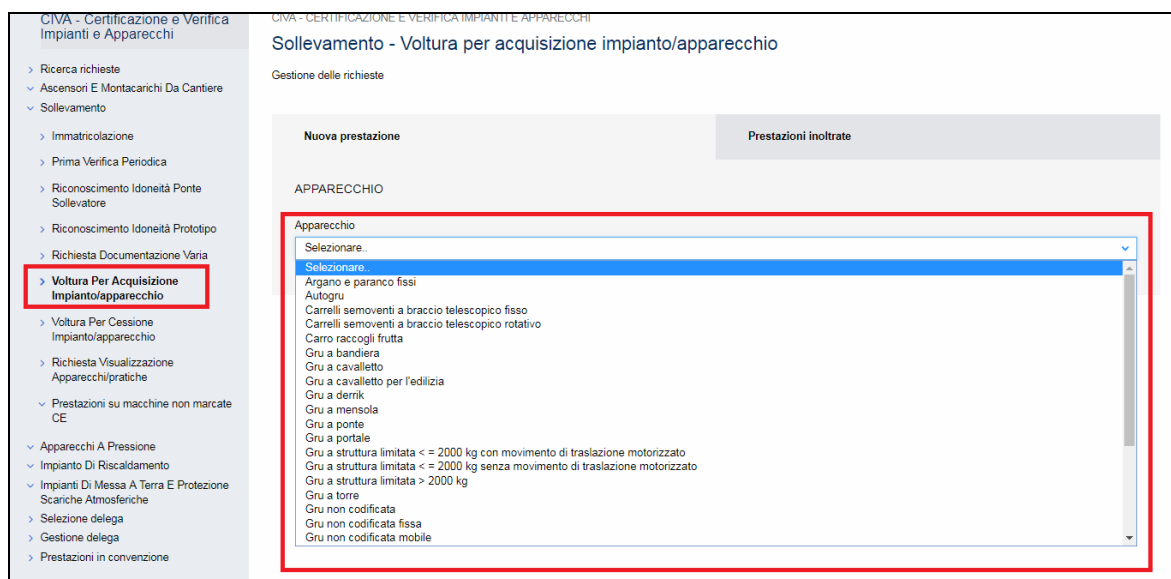 CIVA - Certificazione e Verifica
Impianti e Apparecchi
Ricerca richieste
Ascensori E Montacarichi Da Cantiere
Sollevamento
Immatricolazione
Prima Verifica Periodica
Riconoscimento Idoneità Ponte
Sollevatore
Riconoscimento Idoneità Prototipo
Richiesta Documentazione Varia
Voltura Per Acquisizione
Impianto/apparecchio
Voltura Per Cessione
Impianto/apparecchio
Richiesta Visualizzazione
Apparecchi/pratiche
Prestazioni su macchine non marcate
CE
Apparecchi A Pressione
Impianto Di Riscaldamento
Impianti Di Messa A Terra E Protezione
Scariche Atmosferiche
Selezione delega
Gestione delega
Prestazioni in convenzione
CIVA - CERTIFICAZIONE E VERIFICA IMPIANTI E APPARECCHI
Sollevamento - Voltura per acquisizione impianto/apparecchio
Gestione delle richieste
Nuova prestazione
Prestazioni inoltrate
APPARECCHIO
Apparecchio
Selezionare..
Selezionare..
Argano e paranco fissi
Autogru
Carrelli semoventi a braccio telescopico fisso
Carrelli semoventi a braccio telescopico rotativo
Carro raccogli frutta
Gru a bandiera
Gru a cavalletto
Gru a cavalletto per l'edilizia
Gru a derrik
Gru a mensola
Gru a ponte
Gru a portale
Gru a struttura limitata < = 2000 kg con movimento di traslazione motorizzato
Gru a struttura limitata < = 2000 kg senza movimento di traslazione motorizzato
Gru a struttura limitata > 2000 kg
Gru a torre
Gru non codificata
Gru non codificata fissa
Gru non codificata mobile